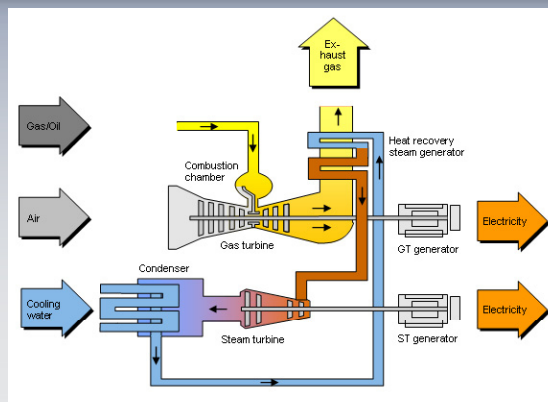 Ex-
haust
gas
Gas/Oil
Heat recovery
steam generator
Combustion
chamber
Air
Electricity
Gas turbine
GT generator
Condenser
Cooling
water
Electricity
Steam turbine
ST generator